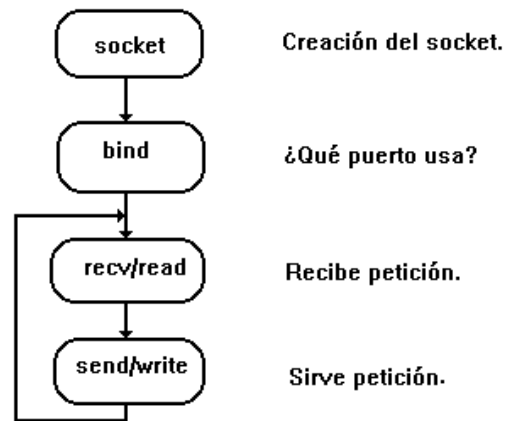 socket Creación del socket.
bind ¿Qué puerto usa?
recv/read Recibe petición.
send/write Sirve petición.